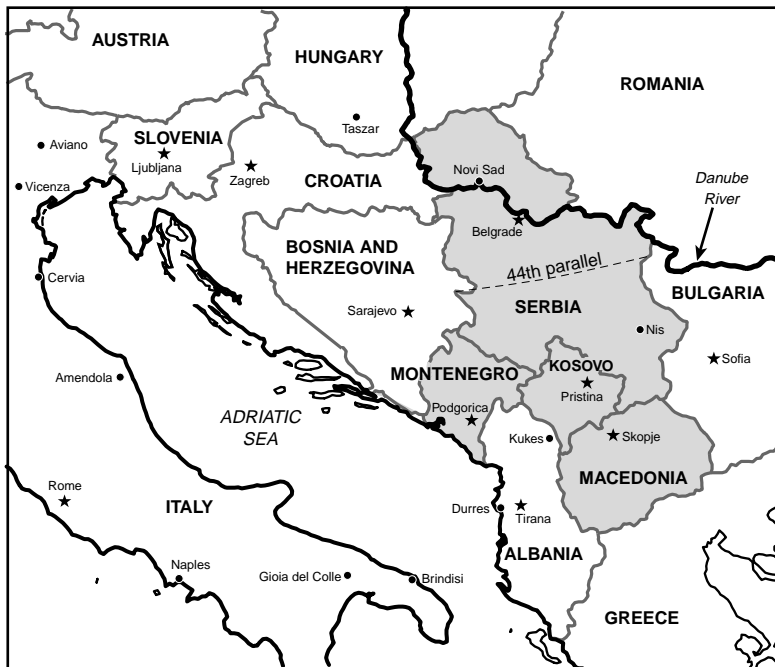 AUSTRIA
HUNGARY
ROMANIA
Taszar
SLOVENIA
Aviano
Ljubljana
Zagreb
CROATIA
Novi Sad
Vicenza
Danube
River
Belgrade
BOSNIA AND
HERZEGOVINA
44th parallel
Cervia
BULGARIA
SERBIA
Sarajevo
Nis
Sofia
KOSOVO
MONTENEGRO
Amendola
Pristina
Podgorica
ADRIATIC
SEA
Kukes
Skopje
MACEDONIA
Rome
ITALY
Durres
Tirana
ALBANIA
Naples
Gioia del Colle
Brindisi
GREECE